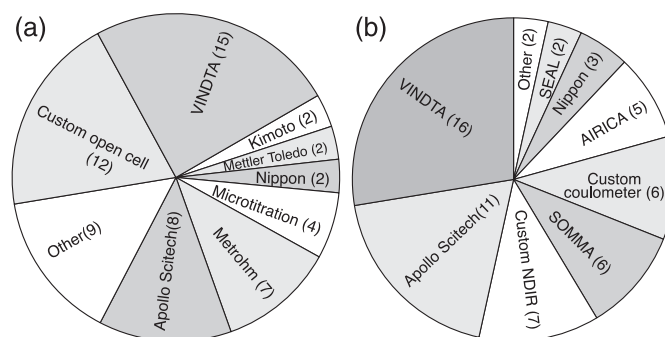 (a)
VINDTA (15)
Kimoto (2)
Mettler Toledo (2)
Nippon (2)
Microtitration (4)
Metrohm (7)
Apollo Scitech(8)
Other(9)
Custom open cell
(12)
(b)
Other (2)
SEAL (2)
Nippon (3)
AIRICA (5)
Custom
coulometer (6)
SOMMA (6)
Custom NDIR
(7)
Apollo Scitech(11)
VINDTA (16)